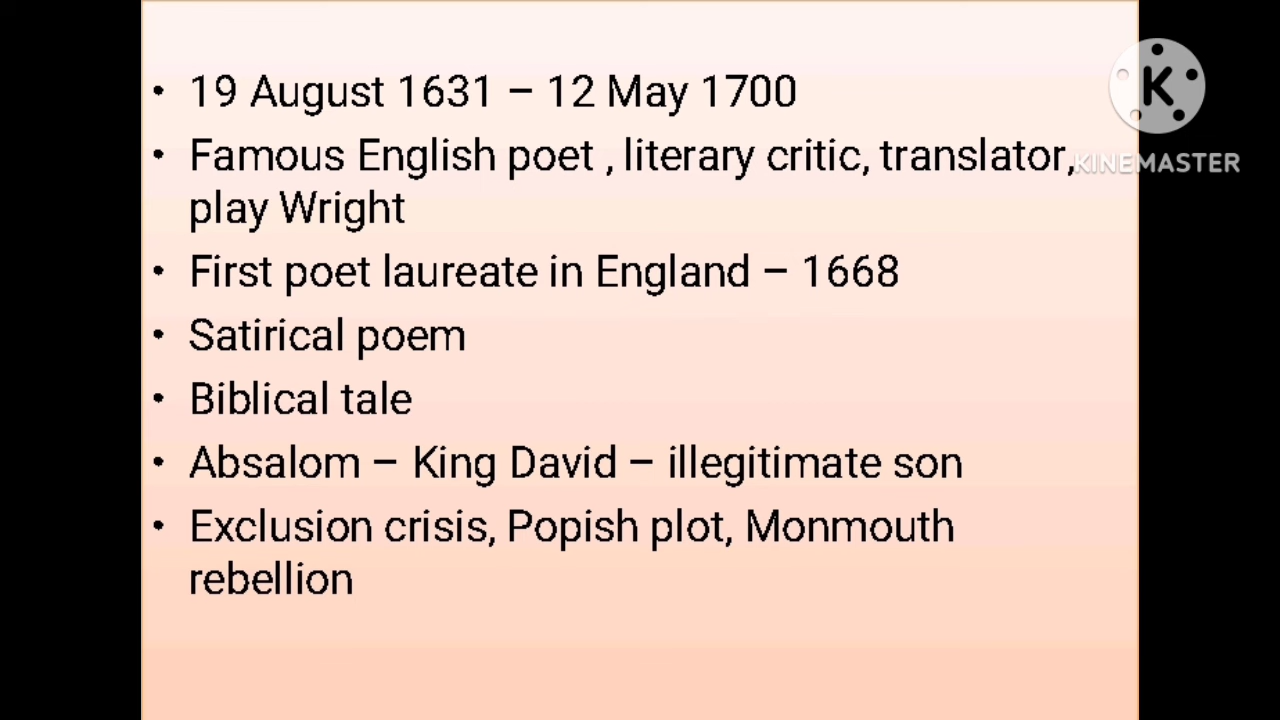 • 19 August 1631 – 12 May 1700
• Famous English poet , literary critic, translator,
play Wright
• First poet laureate in England – 1668
• Satirical poem
• Biblical tale
• Absalom – King David – illegitimate son
• Exclusion crisis, Popish plot, Monmouth
rebellion
K
KINEMASTER